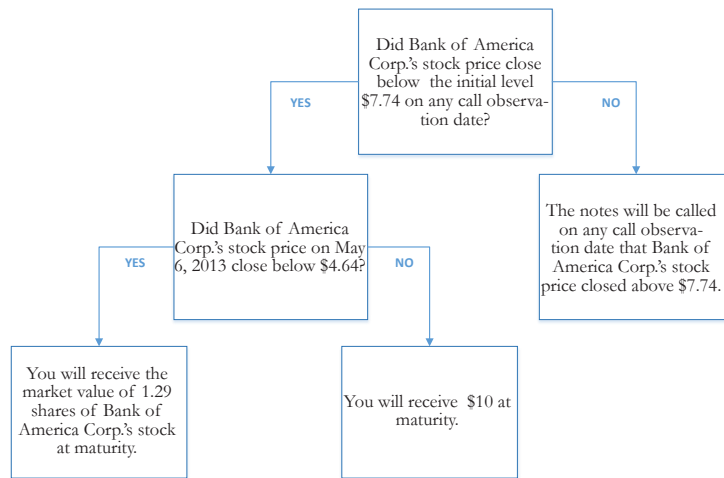 Did Bank of America
Corp.'s stock price close
below the initial level
$7.74 on any call observa-
tion date?
YES
NO
Did Bank of America
Corp.'s stock price on May
6, 2013 close below $4.64?
The notes will be called
on any call observa-
tion date that Bank of
America Corp.'s stock
price closed above $7.74.
YES
NO
You will receive the
market value of 1.29
shares of Bank of
America Corp.'s stock
at maturity.
You will receive $10 at
maturity.